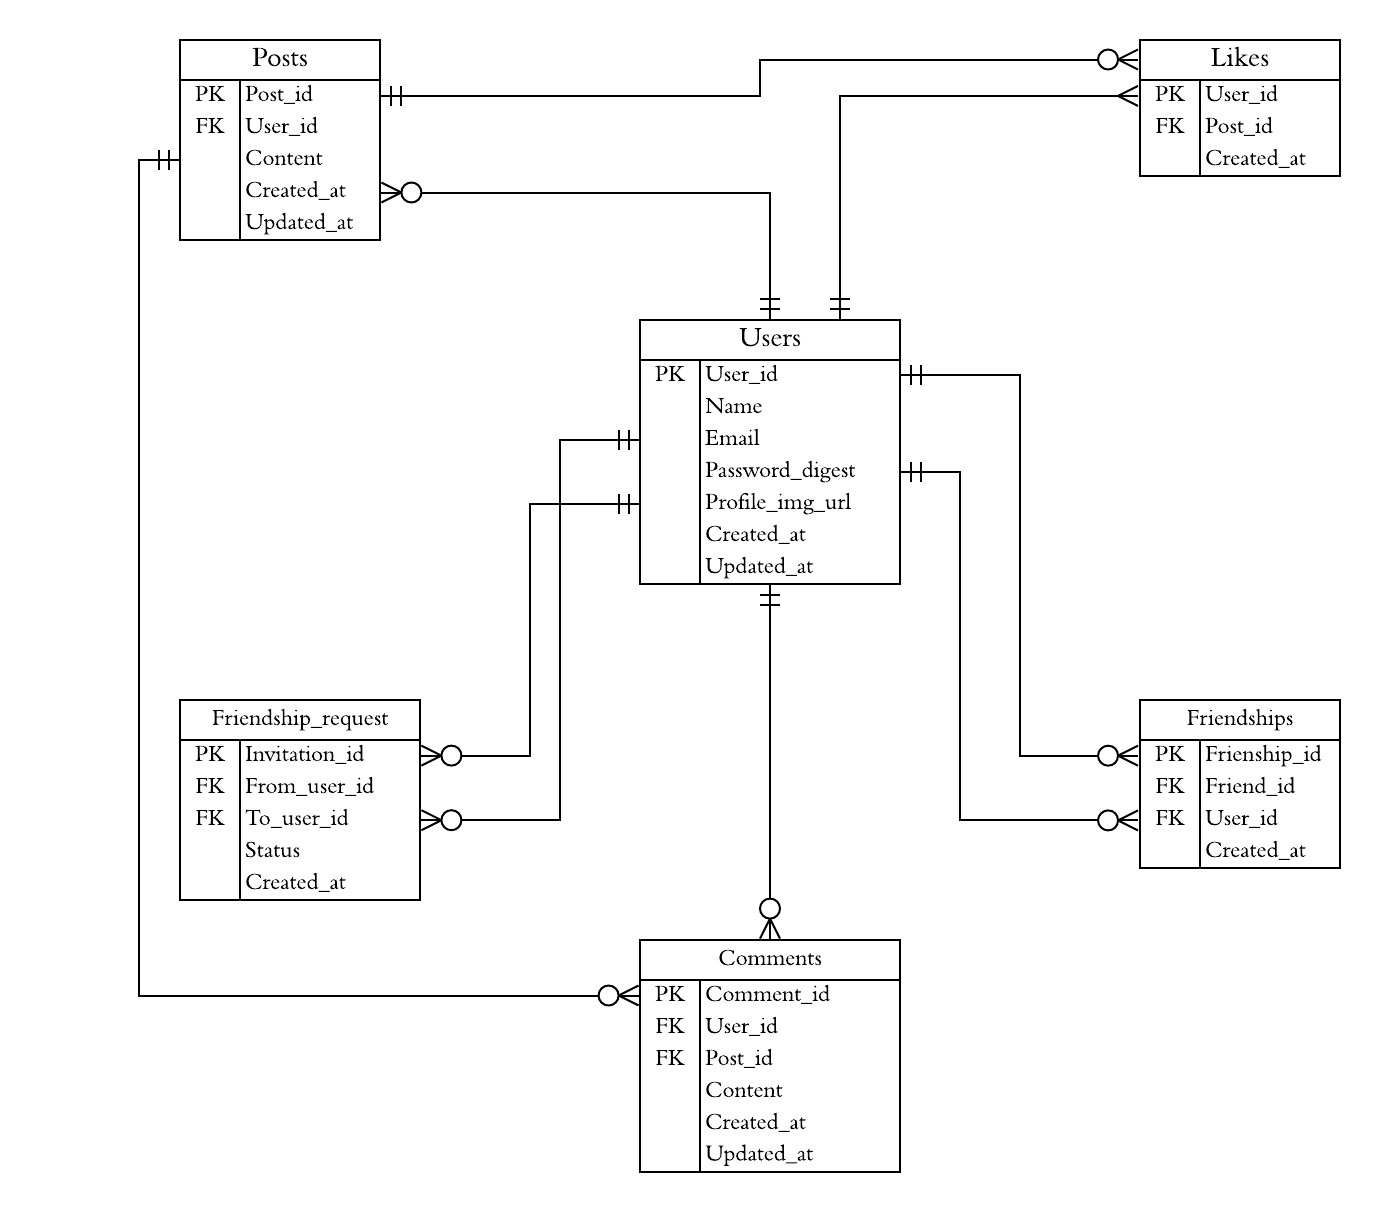 Posts
PK Post_id
FK User_id
Content
Created_at
Updated_at
Likes
PK User_id
FK Post_id
Created_at
Users
PK User_id
Name
Email
Password_digest
Profile_img_url
Created_at
Updated_at
Friendship_request
PK Invitation_id
FK From_user_id
FK To_user_id
Status
Created_at
Friendships
PK Frienship_id
FK Friend_id
FK User_id
Created_at
Comments
PK Comment_id
FK User_id
FK Post_id
Content
Created_at
Updated_at